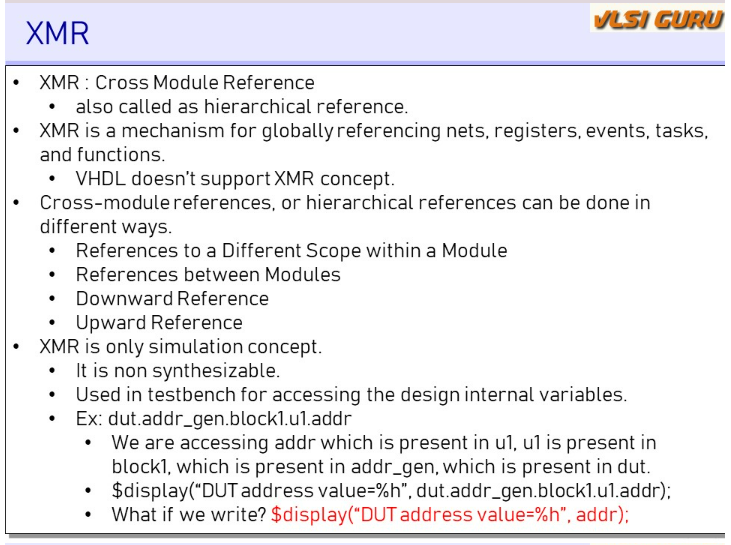 VLSI GURU
XMR
• XMR : Cross Module Reference
• also called as hierarchical reference.
• XMR is a mechanism for globally referencing nets, registers, events, tasks,
and functions.
• VHDL doesn't support XMR concept.
• Cross-module references, or hierarchical references can be done in
different ways.
• References to a Different Scope within a Module
• References between Modules
• Downward Reference
• Upward Reference
• XMR is only simulation concept.
• It is non synthesizable.
• Used in testbench for accessing the design internal variables.
• Ex: dut.addr_gen.block1.u1.addr
• We are accessing addr which is present in u1, u1 is present in
block1, which is present in addr_gen, which is present in dut.
• $display("DUT address value=%h", dut.addr_gen.block1.u1.addr);
• What if we write? $display("DUT address value=%h", addr);